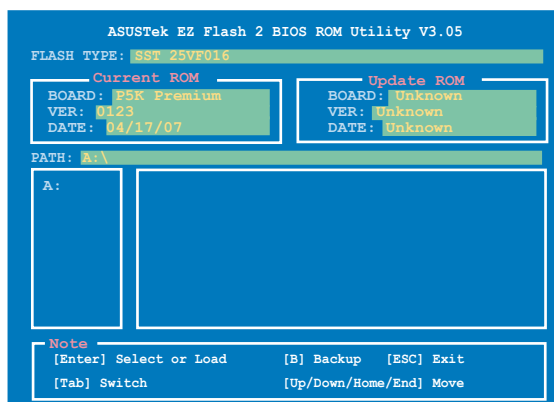 ASUSTek EZ Flash 2 BIOS ROM Utility V3.05
FLASH TYPE: SST 25VF016
Current ROM
BOARD: P5K Premium
VER: 0123
DATE: 04/17/07
Update ROM
BOARD: Unknown
VER: Unknown
DATE: Unknown
PATH: A:\
A:
Note
[Enter] Select or Load [B] Backup [ESC] Exit
[Tab] Switch [Up/Down/Home/End] Move